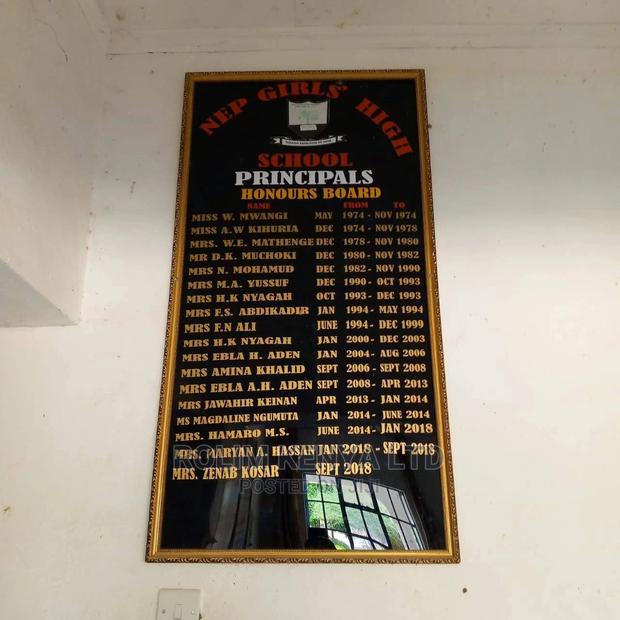 NEP GIRLS' HIGH
SCHOOL
PRINCIPALS
HONOURS BOARD
NAME FROM TO
MISS W. MWANGI MAY 1974 - NOV 1974
MISS A.W KIHURIA DEC 1974 - NOV 1978
MRS. W.E. MATHENGE DEC 1978 - NOV 1980
MR D.K. MUCHOKI DEC 1980 - NOV 1982
MRS N. MOHAMUD DEC 1982 - NOV 1990
MRS M.A. YUSSUF DEC 1990 - OCT 1993
MRS H.K NYAGAH OCT 1993 - DEC 1993
MRS F.S. ABDIKADIR JAN 1994 - MAY 1994
MRS F.N ALI JUNE 1994 - DEC 1999
MRS H.K NYAGAH JAN 2000 - DEC 2003
MRS EBLA H. ADEN JAN 2004 - AUG 2006
MRS AMINA KHALID SEPT 2006 - SEPT 2008
MRS EBLA A.H. ADEN SEPT 2008 - APR 2013
MRS JAWAHIR KEINAN APR 2013 - JAN 2014
MS MAGDALINE NGUMUTA JAN 2014 - JUNE 2014
MRS. HAMARO M.S. JUNE 2014 - JAN 2018
MRS. MARYAN A. HASSAN JAN 2018 - SEPT 2018
MRS. ZENAB KOSAR SEPT 2018
ROLIM KENYA LTD
POSTED ON JIJI